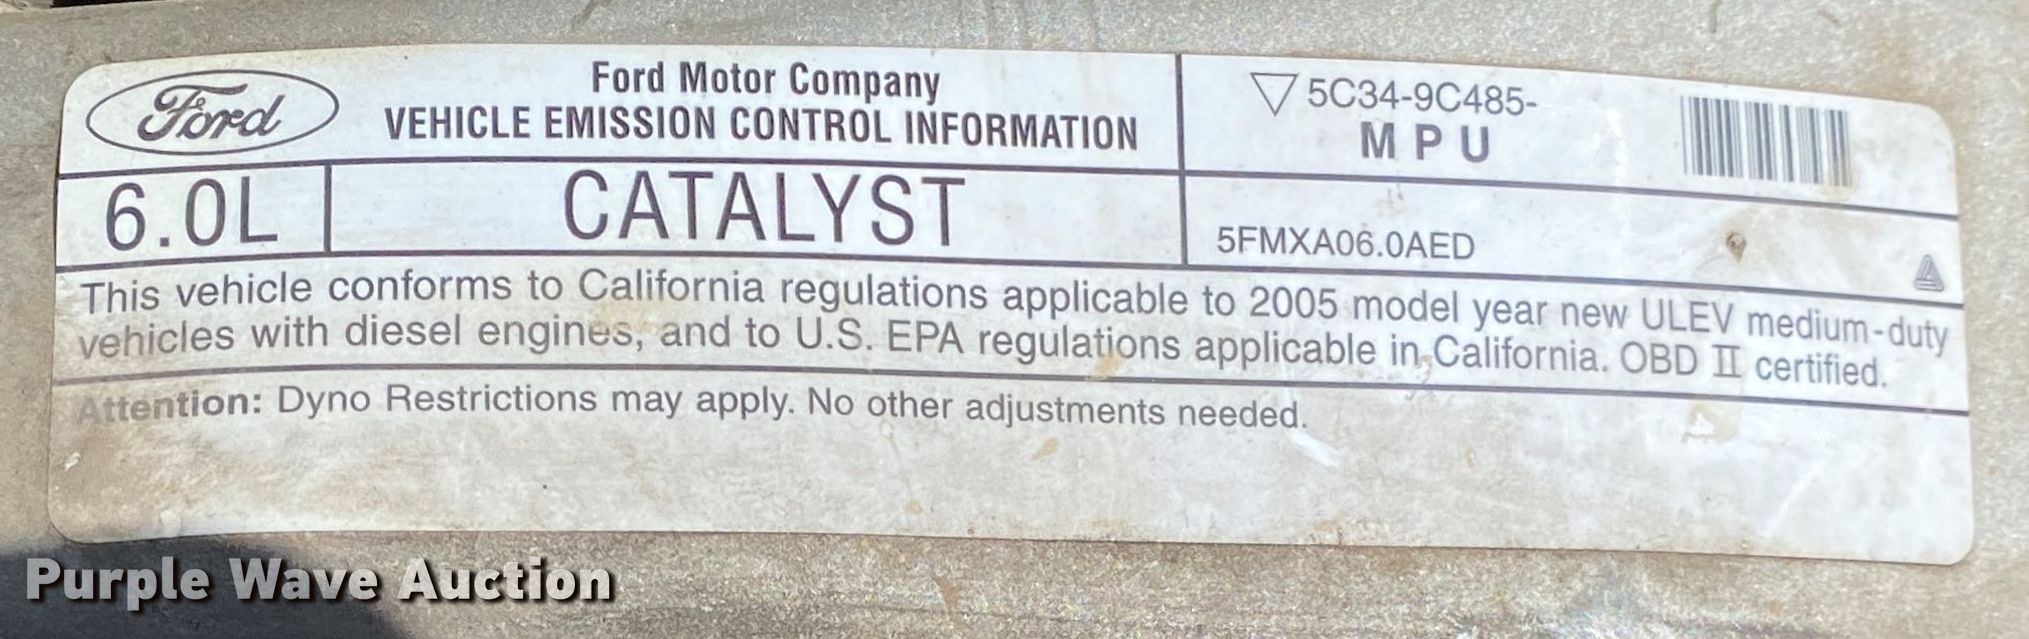 Ford
Ford Motor Company
VEHICLE EMISSION CONTROL INFORMATION
5C34-9C485-
MPU
6.0L
CATALYST
5FMXA06.0AED
This vehicle conforms to California regulations applicable to 2005 model year new ULEV medium-duty
vehicles with diesel engines, and to U.S. EPA regulations applicable in California. OBD II certified.
Attention: Dyno Restrictions may apply. No other adjustments needed.
Purple Wave Auction